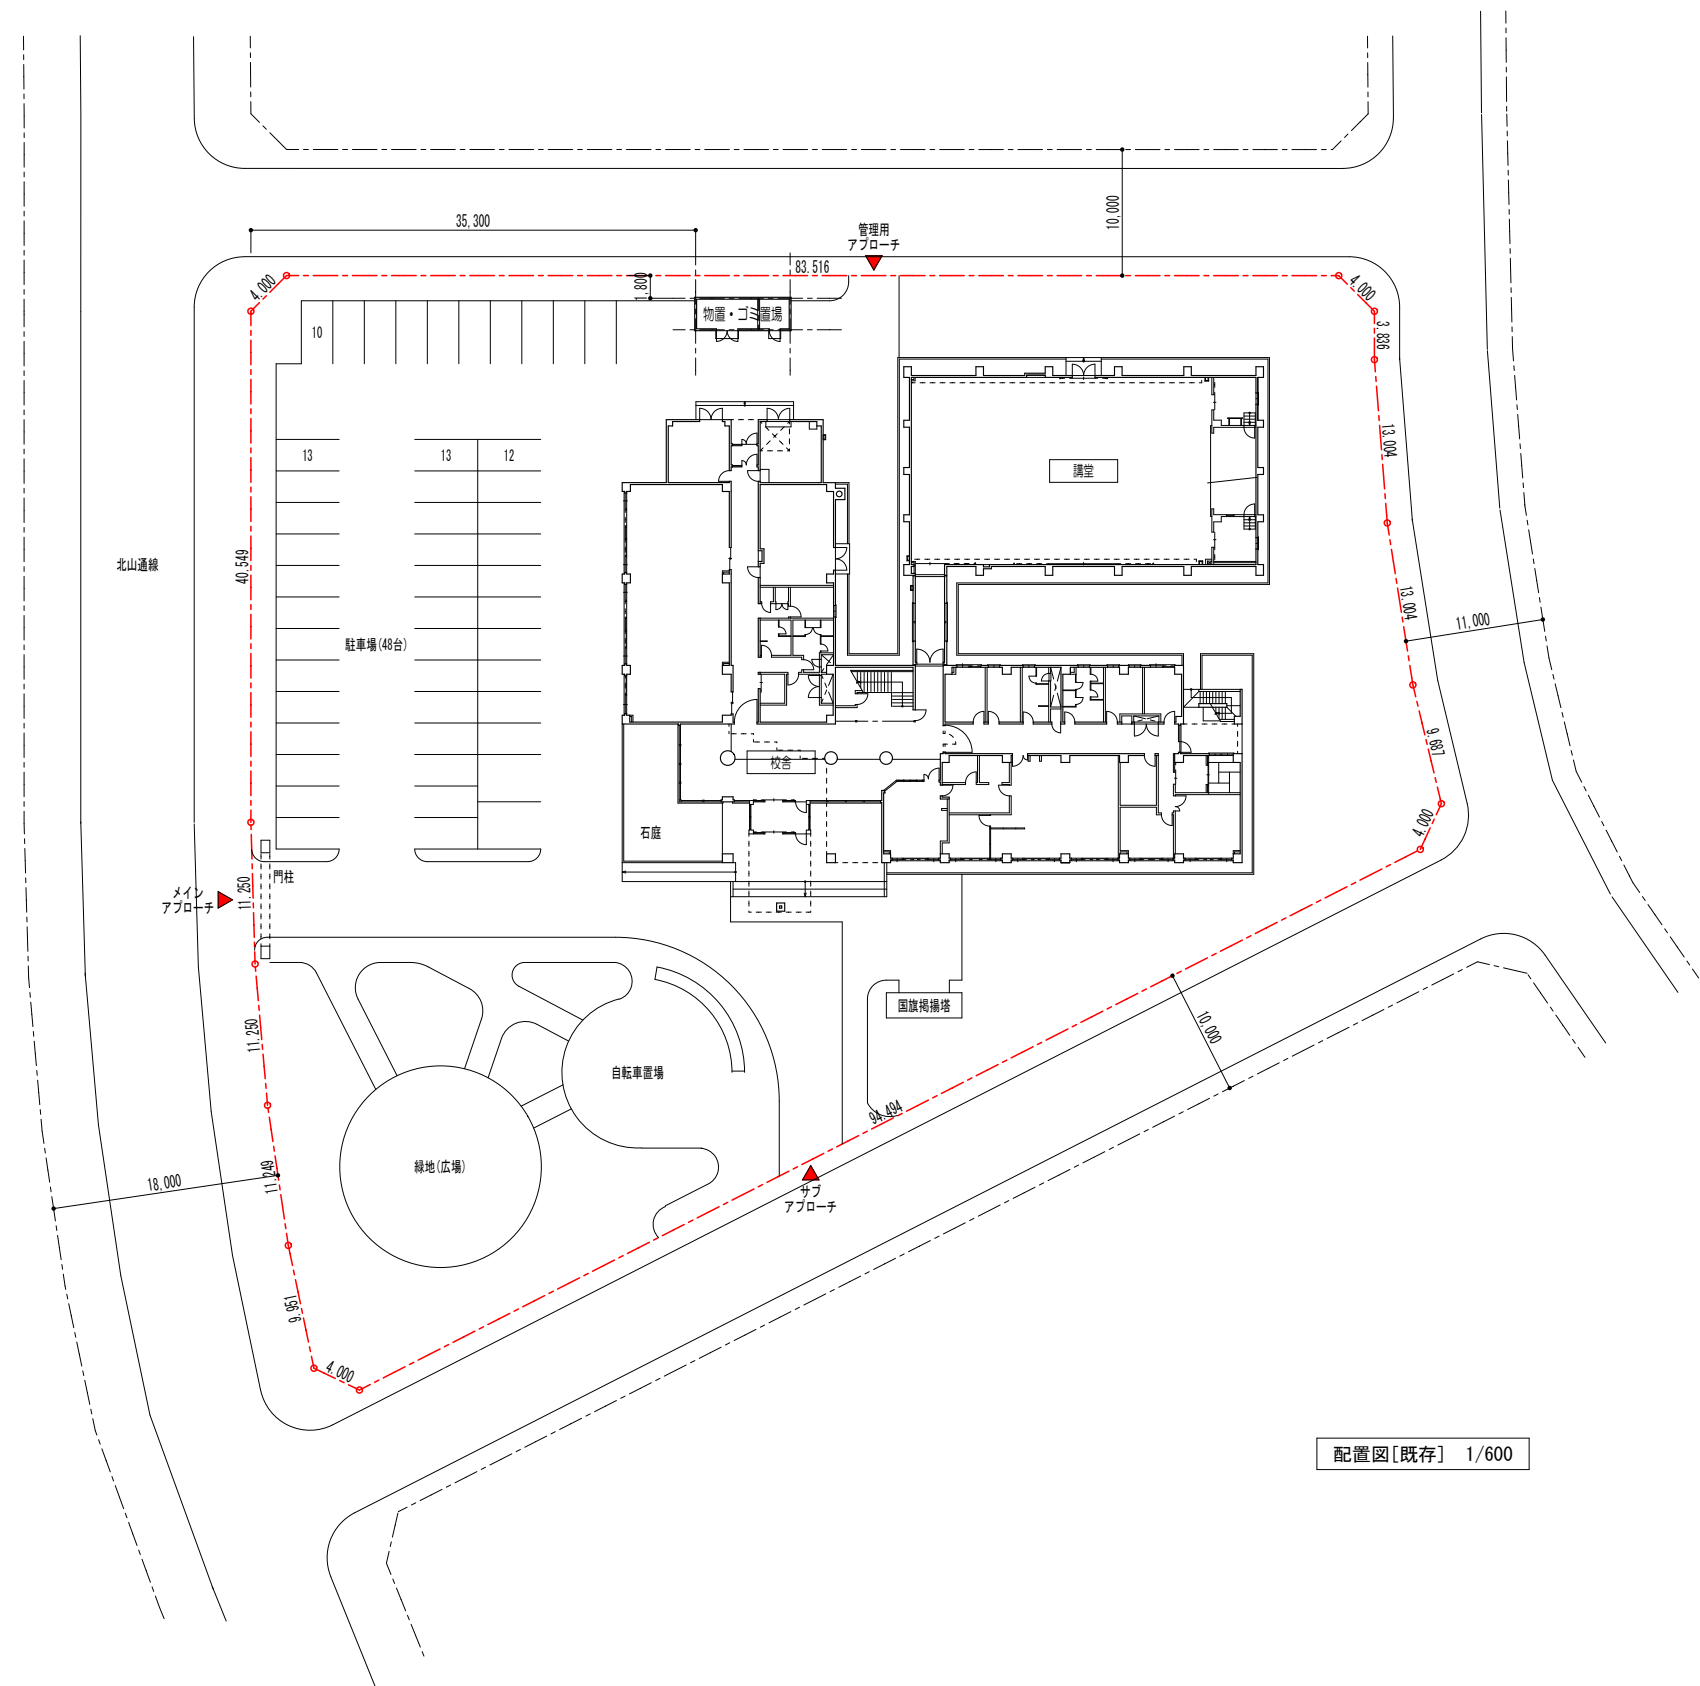 10,000
35,300
管理用
アプローチ
83.516
4.000
1,800
4.000
物置・ゴミ置場
3.836
10
13.004
13
13
12
講堂
北山通線
40.549
13.004
11,000
駐車場(48台)
9.687
校舎
石庭
4.000
門柱
メイン
アプローチ
11.250
国旗掲揚塔
11.250
10,000
自転車置場
94.494
緑地(広場)
11.249
18,000
サブ
アプローチ
9.951
4.000
配置図[既存] 1/600